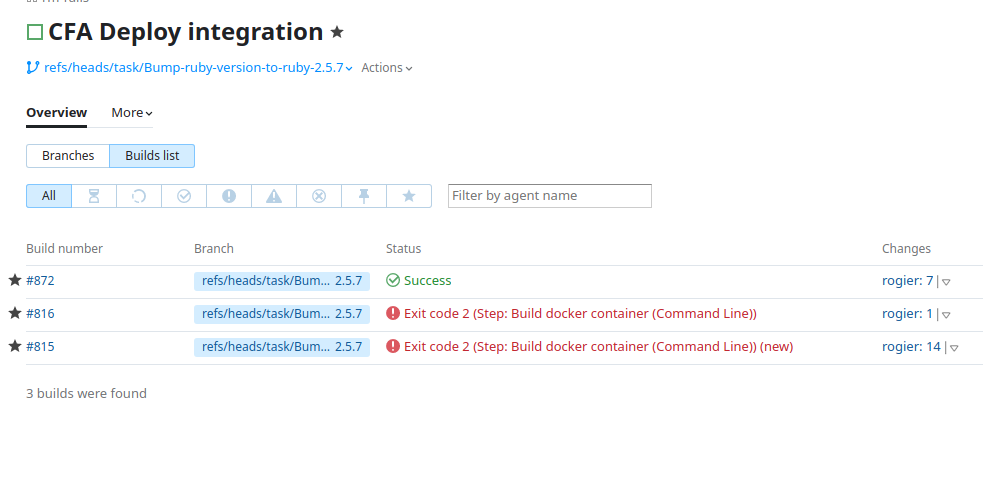 CFA Deploy integration
refs/heads/task/Bump-ruby-version-to-ruby-2.5.7 Actions
Overview More
Branches Builds list
All Filter by agent name
Build number Branch Status Changes
#872 refs/heads/task/Bum... 2.5.7 Success rogier: 7 |
#816 refs/heads/task/Bum... 2.5.7 Exit code 2 (Step: Build docker container (Command Line)) rogier: 1 |
#815 refs/heads/task/Bum... 2.5.7 Exit code 2 (Step: Build docker container (Command Line)) (new) rogier: 14 |
3 builds were found